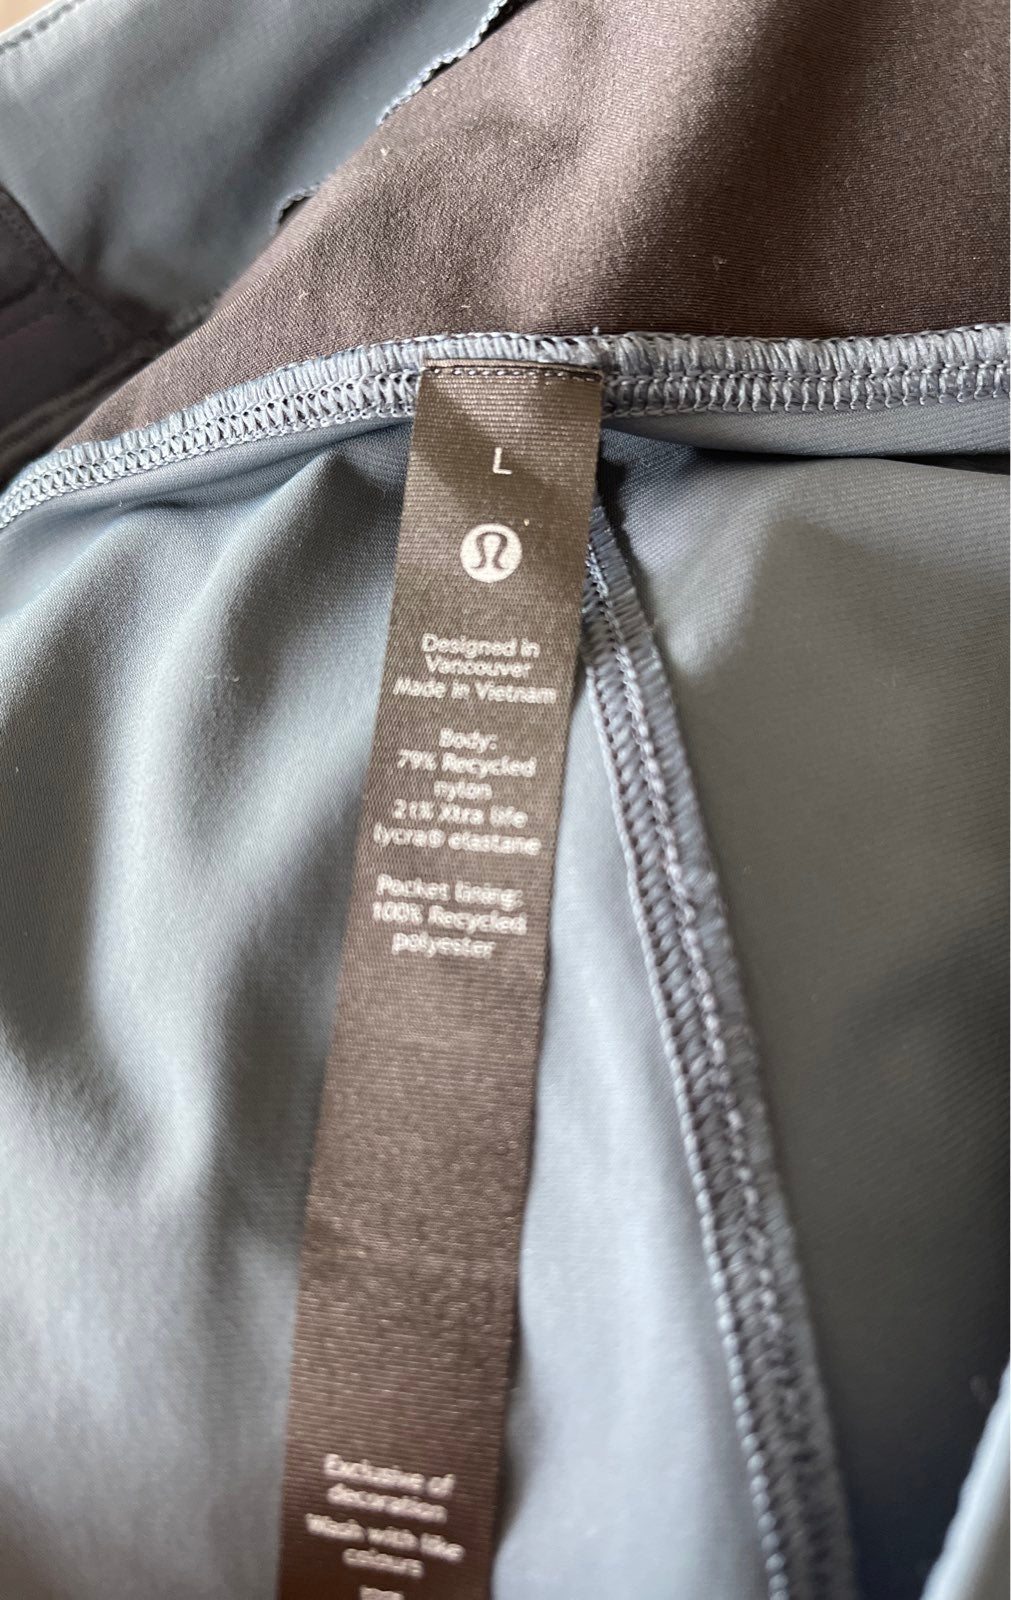 L
Designed in
Vancouver
Made in Vietnam
Body:
79% Recycled
nylon
21% Xtra life
lycra® elastane
Pocket lining:
100% Recycled
polyester
Exclusive of
decoration
Wash with like
colours